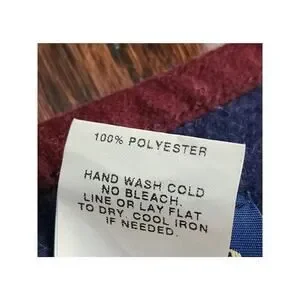 100% POLYESTER
HAND WASH COLD
NO BLEACH.
LINE OR LAY FLAT
TO DRY. COOL IRON
IF NEEDED.